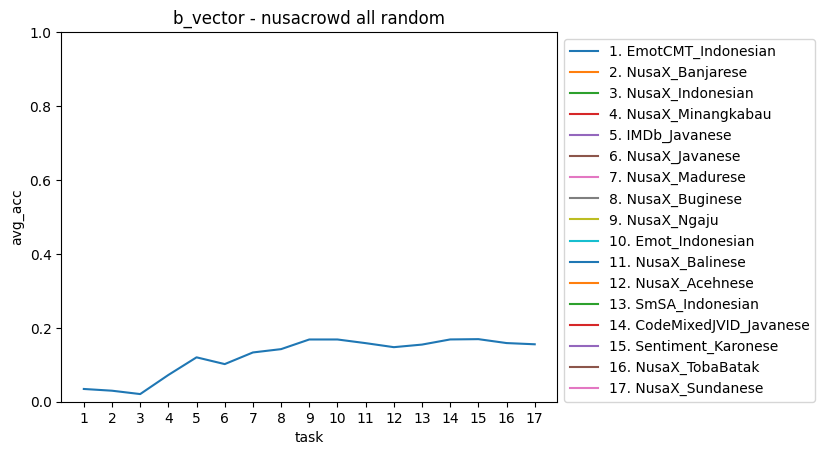 b_vector - nusacrowd all random
avg_acc
1.0
0.8
0.6
0.4
0.2
0.0
1 2 3 4 5 6 7 8 9 10 11 12 13 14 15 16 17
task
1. EmotCMT_Indonesian
2. NusaX_Banjarese
3. NusaX_Indonesian
4. NusaX_Minangkabau
5. IMDb_Javanese
6. NusaX_Javanese
7. NusaX_Madurese
8. NusaX_Buginese
9. NusaX_Ngaju
10. Emot_Indonesian
11. NusaX_Balinese
12. NusaX_Acehnese
13. SmSA_Indonesian
14. CodeMixedJVID_Javanese
15. Sentiment_Karonese
16. NusaX_TobaBatak
17. NusaX_Sundanese